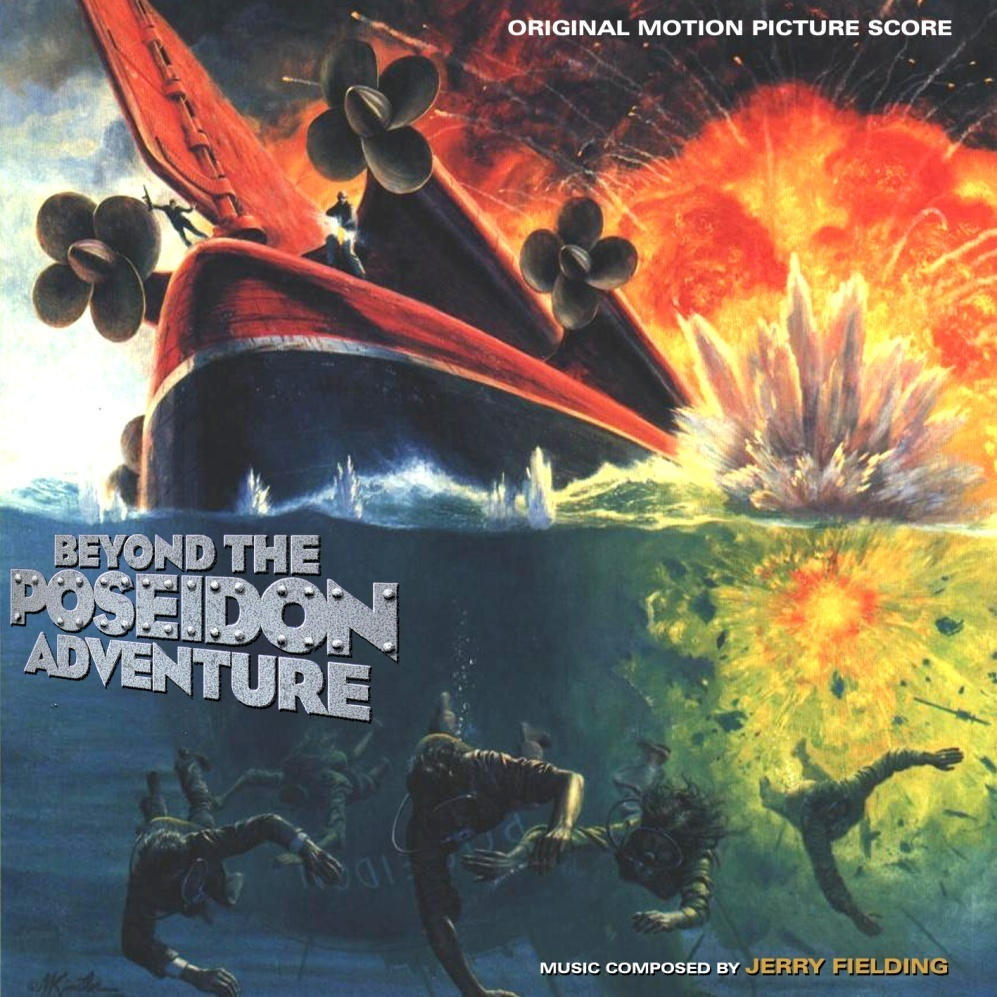 ORIGINAL MOTION PICTURE SCORE
BEYOND THE
POSEIDON
ADVENTURE
MUSIC COMPOSED BY JERRY FIELDING